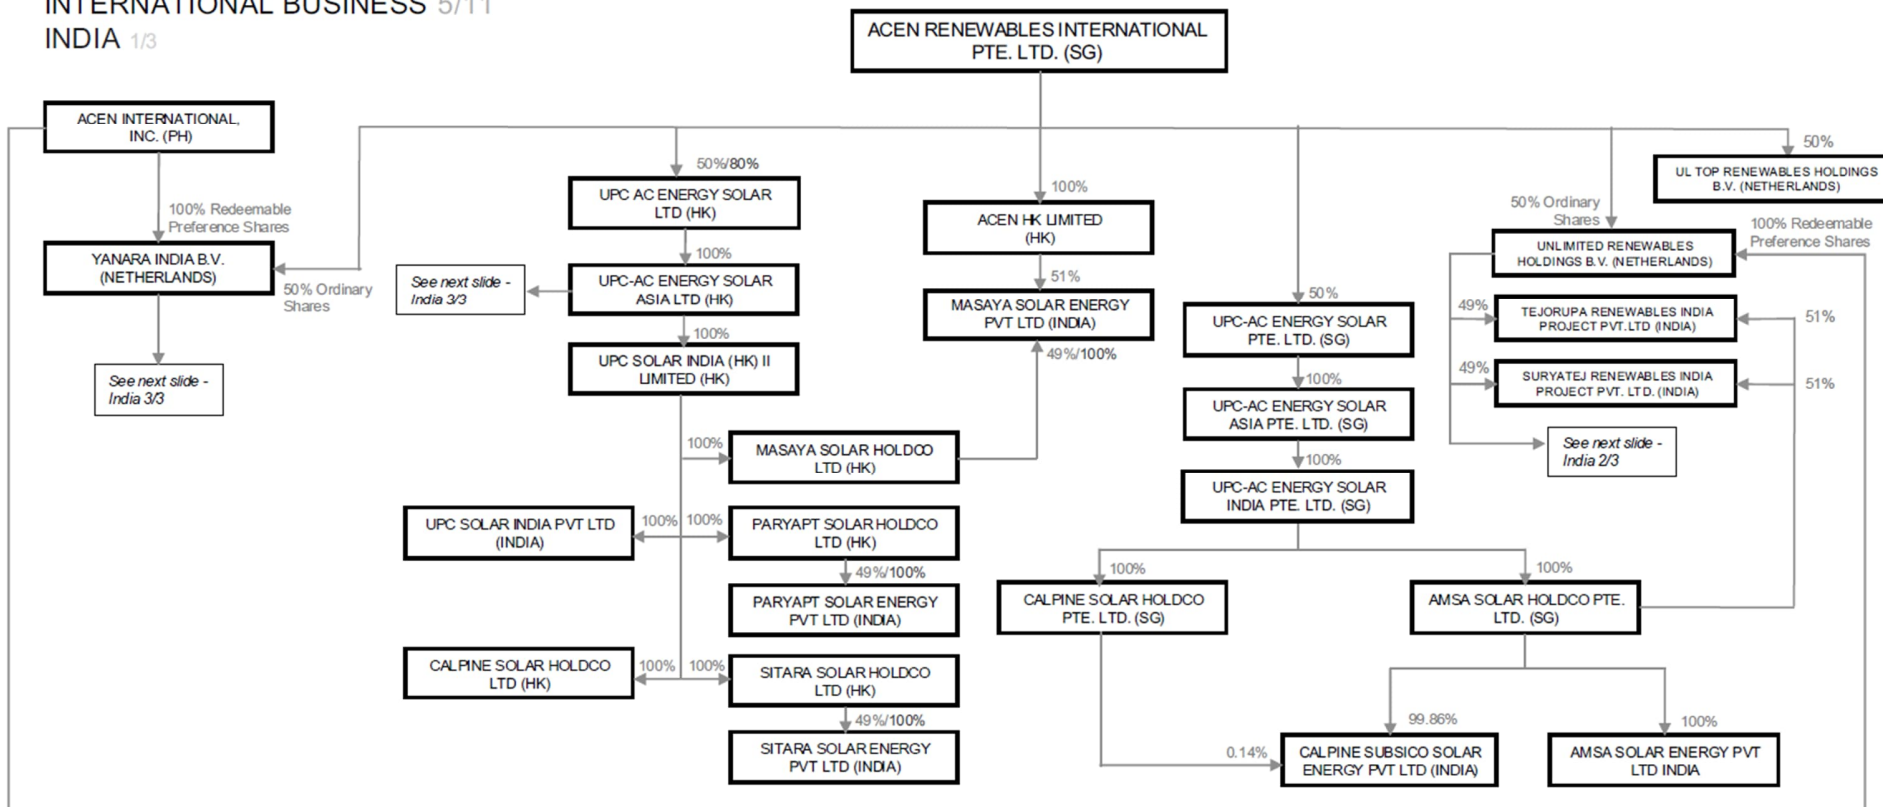 INTERNATIONAL BUSINESS 5/11
INDIA 1/3
ACEN RENEWABLES INTERNATIONAL
PTE. LTD. (SG)
ACEN INTERNATIONAL,
INC. (PH)
100% Redeemable
Preference Shares
YANARA INDIA B.V.
(NETHERLANDS)
50% Ordinary
Shares
See next slide -
India 3/3
50%/80%
UPC AC ENERGY SOLAR
LTD (HK)
100%
UPC-AC ENERGY SOLAR
ASIA LTD (HK)
See next slide -
India 3/3
100%
UPC SOLAR INDIA (HK) II
LIMITED (HK)
100%
MASAYA SOLAR HOLDCO
LTD (HK)
UPC SOLAR INDIA PVT LTD
(INDIA)
100%
100%
PARYAPT SOLAR HOLDCO
LTD (HK)
49%/100%
PARYAPT SOLAR ENERGY
PVT LTD (INDIA)
CALPINE SOLAR HOLDCO
LTD (HK)
100%
100%
SITARA SOLAR HOLDCO
LTD (HK)
49%/100%
SITARA SOLAR ENERGY
PVT LTD (INDIA)
100%
ACEN HK LIMITED
(HK)
51%
MASAYA SOLAR ENERGY
PVT LTD (INDIA)
49%/100%
50%
UPC-AC ENERGY SOLAR
PTE. LTD. (SG)
100%
UPC-AC ENERGY SOLAR
ASIA PTE. LTD. (SG)
100%
UPC-AC ENERGY SOLAR
INDIA PTE. LTD. (SG)
100%
CALPINE SOLAR HOLDCO
PTE. LTD. (SG)
100%
AMSA SOLAR HOLDCO PTE.
LTD. (SG)
0.14%
99.86%
CALPINE SUBSICO SOLAR
ENERGY PVT LTD (INDIA)
100%
AMSA SOLAR ENERGY PVT
LTD INDIA
50%
UL TOP RENEWABLES HOLDINGS
B.V. (NETHERLANDS)
50% Ordinary
Shares
100% Redeemable
Preference Shares
UNLIMITED RENEWABLES
HOLDINGS B.V. (NETHERLANDS)
49%
TEJORUPA RENEWABLES INDIA
PROJECT PVT.LTD (INDIA)
51%
49%
SURYATEJ RENEWABLES INDIA
PROJECT PVT. LTD. (INDIA)
51%
See next slide -
India 2/3